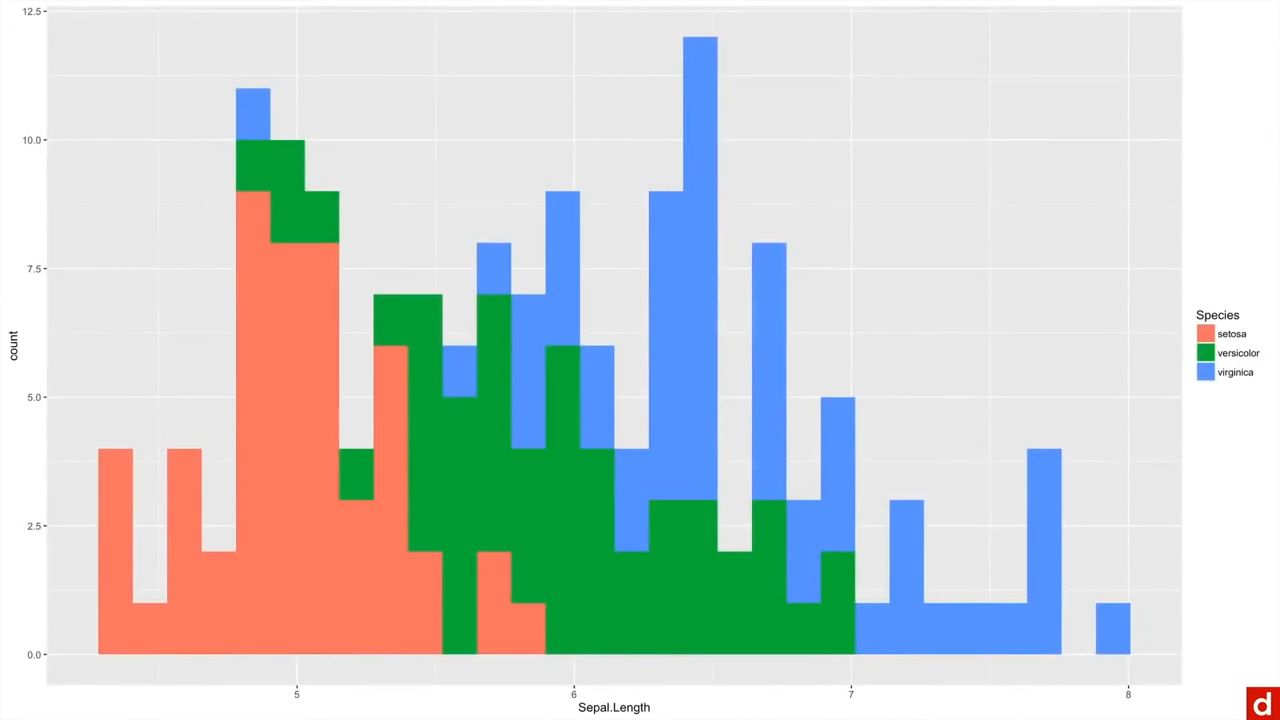 12.5
10.0
7.5
5.0
2.5
0.0
count
5
6
7
8
Sepal.Length
Species
setosa
versicolor
virginica
d